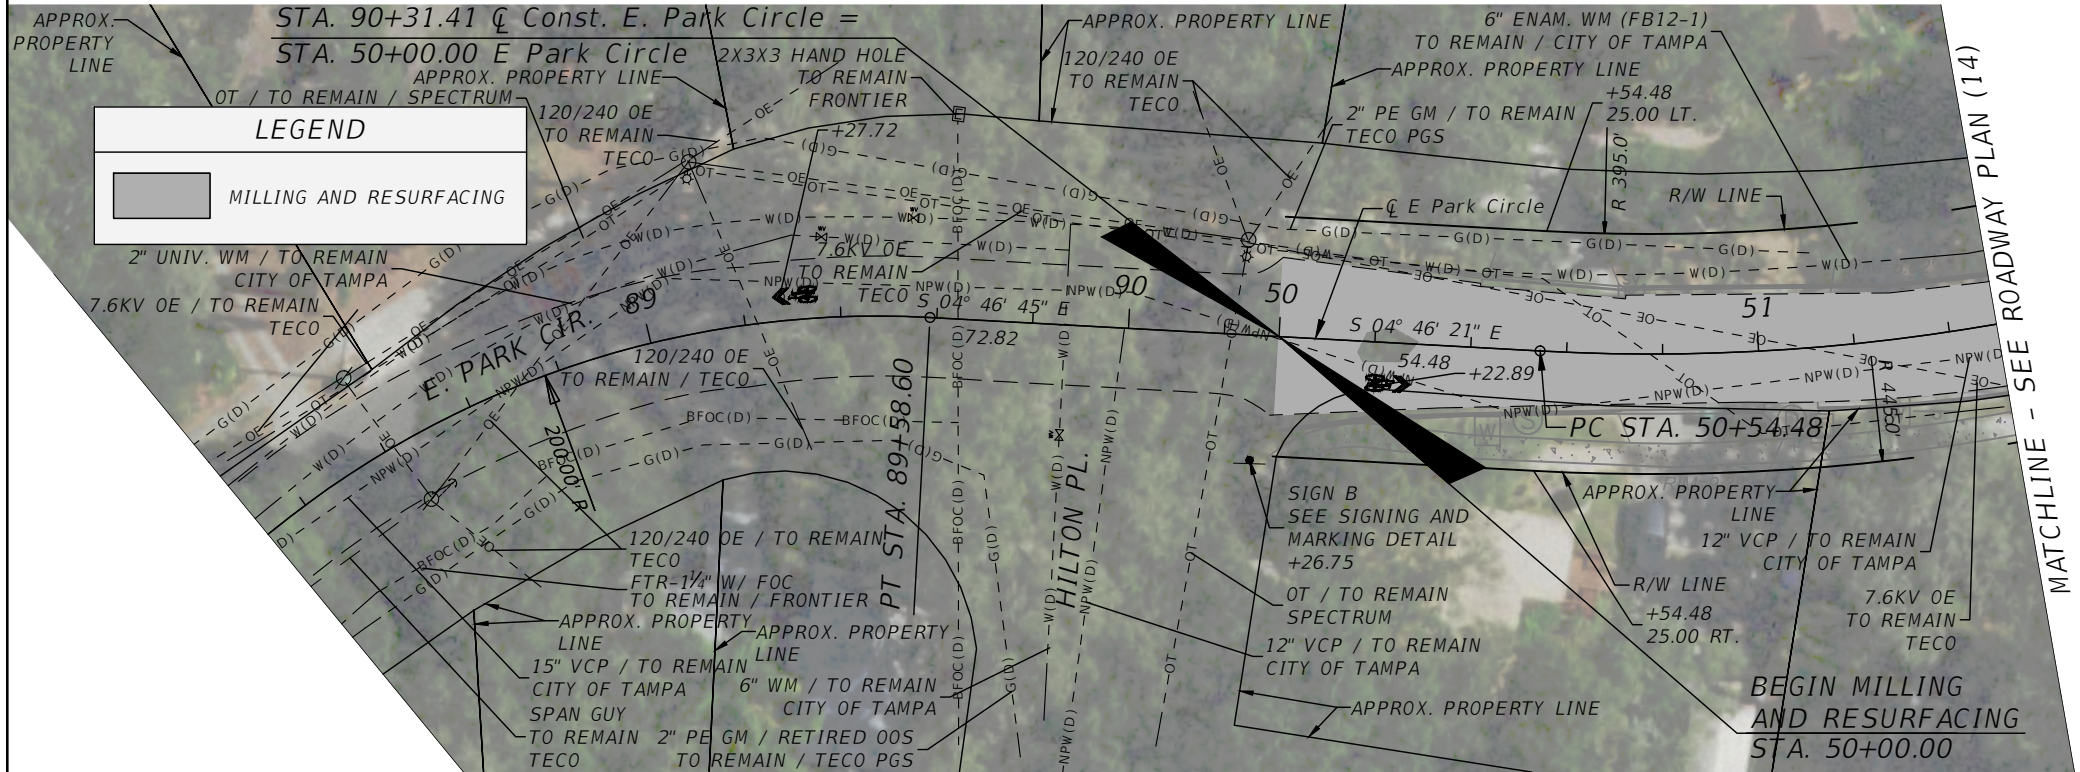 STA. 90+31.41 ℄ Const. E. Park Circle =
STA. 50+00.00 E Park Circle
APPROX.
PROPERTY
LINE
APPROX. PROPERTY LINE
OT / TO REMAIN / SPECTRUM
120/240 OE
TO REMAIN
TECO
2X3X3 HAND HOLE
TO REMAIN
FRONTIER
+27.72
APPROX. PROPERTY LINE
120/240 OE
TO REMAIN
TECO
6" ENAM. WM (FB12-1)
TO REMAIN / CITY OF TAMPA
APPROX. PROPERTY LINE
2" PE GM / TO REMAIN
TECO PGS
+54.48
25.00 LT.
R 395.0'
R/W LINE
℄ E Park Circle
LEGEND
MILLING AND RESURFACING
2" UNIV. WM / TO REMAIN
CITY OF TAMPA
7.6KV OE / TO REMAIN
TECO
7.6KV OE
TO REMAIN
TECO
E. PARK CIR.
89
90
50
51
S 04° 46' 45" E
72.82
S 04° 46' 21" E
54.48
+22.89
120/240 OE
TO REMAIN / TECO
200.00' R
PT STA. 89+58.60
HILTON PL.
PC STA. 50+54.48
R 445.0'
SIGN B
SEE SIGNING AND
MARKING DETAIL
+26.75
OT / TO REMAIN
SPECTRUM
12" VCP / TO REMAIN
CITY OF TAMPA
APPROX. PROPERTY LINE
APPROX. PROPERTY
LINE
12" VCP / TO REMAIN
CITY OF TAMPA
R/W LINE
+54.48
25.00 RT.
7.6KV OE
TO REMAIN
TECO
120/240 OE / TO REMAIN
TECO
FTR-1¼" W/ FOC
TO REMAIN / FRONTIER
APPROX. PROPERTY
LINE
APPROX. PROPERTY
LINE
15" VCP / TO REMAIN
CITY OF TAMPA
6" WM / TO REMAIN
CITY OF TAMPA
SPAN GUY
TO REMAIN
TECO
2" PE GM / RETIRED OOS
TO REMAIN / TECO PGS
BEGIN MILLING
AND RESURFACING
STA. 50+00.00
MATCHLINE - SEE ROADWAY PLAN (14)
G(D)
OE
OT
W(D)
NPW(D)
BFOC(D)
WV